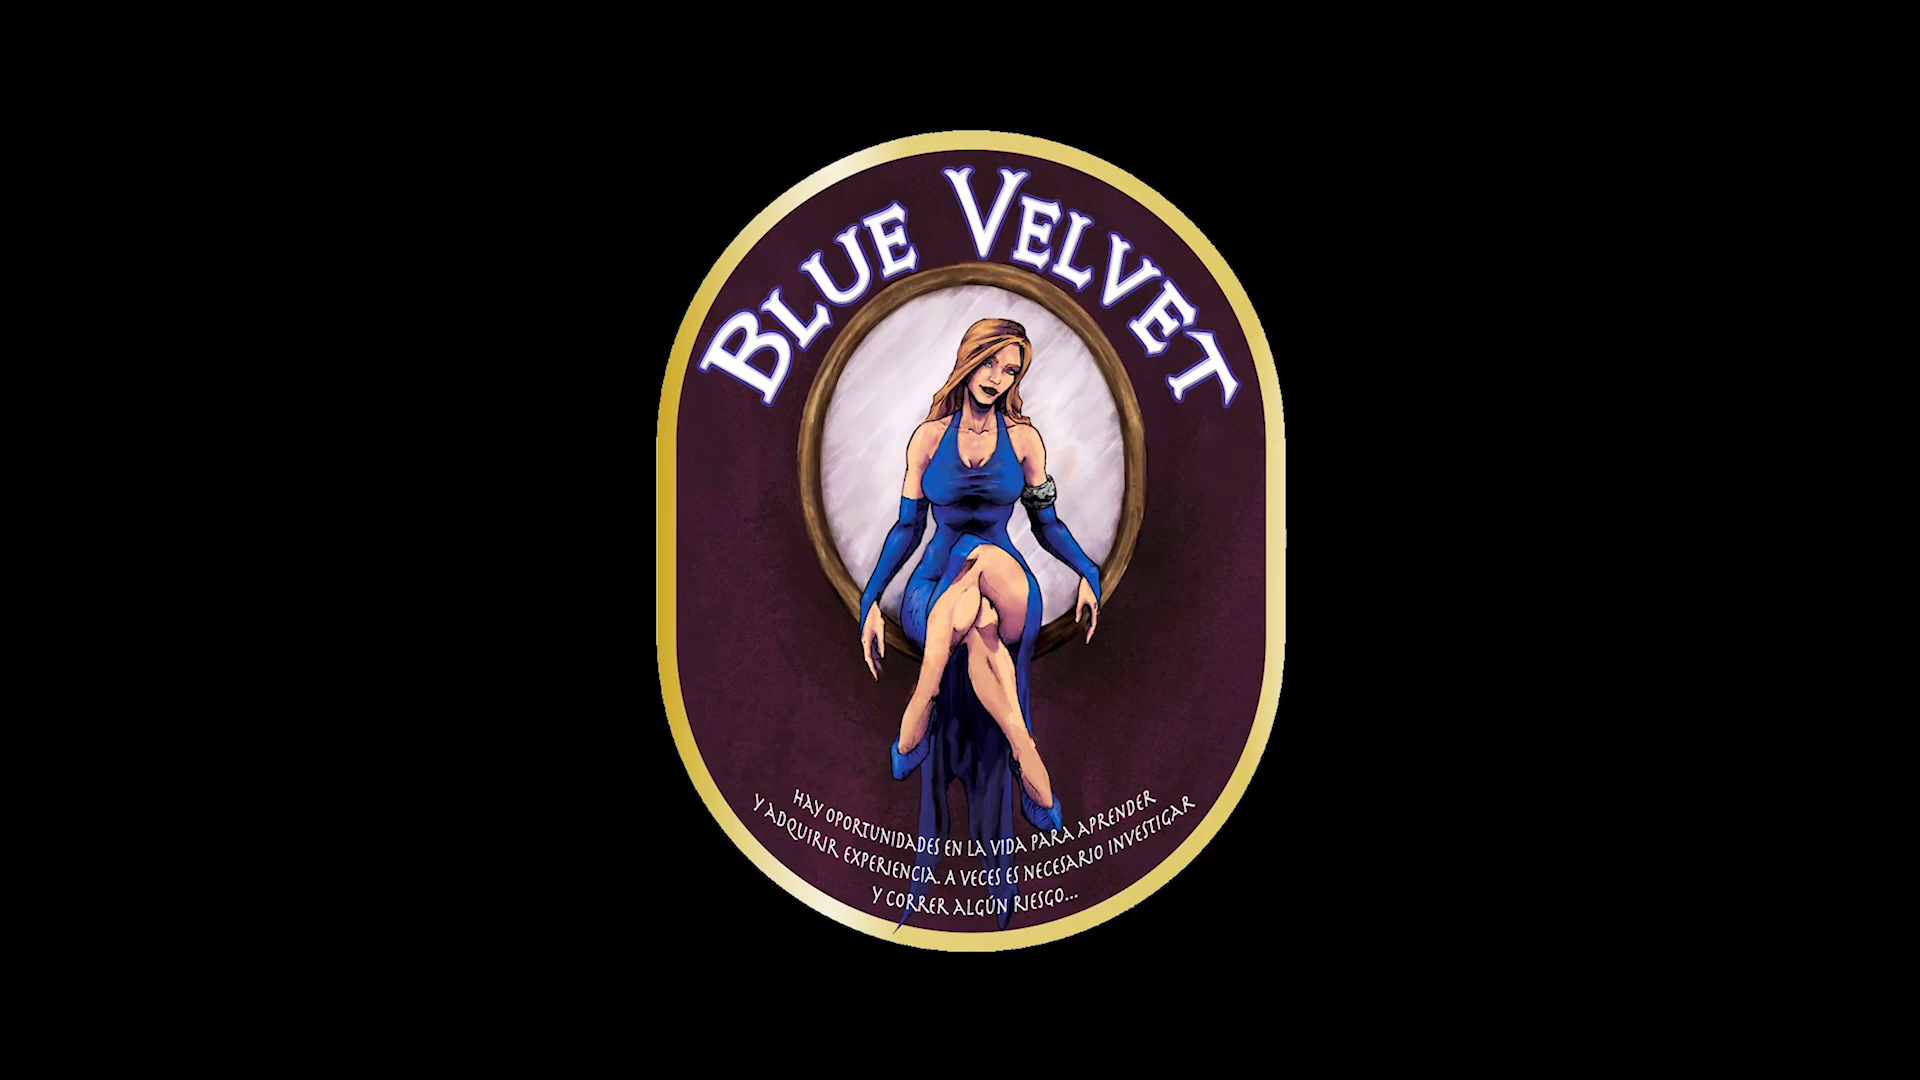 BLUE VELVET
HAY OPORTUNIDADES EN LA VIDA PARA APRENDER
Y ADQUIRIR EXPERIENCIA. A VECES ES NECESARIO INVESTIGAR
Y CORRER ALGÚN RIESGO...